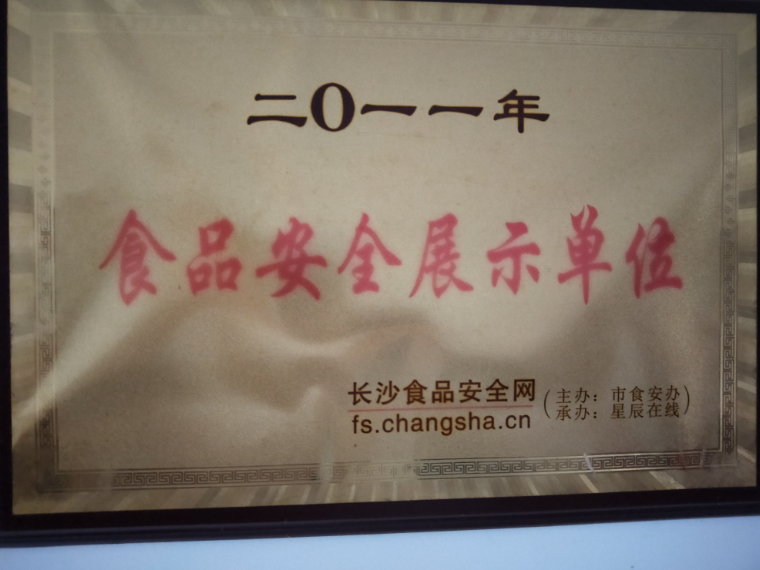 二〇一一年
食品安全展示单位
长沙食品安全网
fs.changsha.cn
(主办：市食安办
承办：星辰在线)